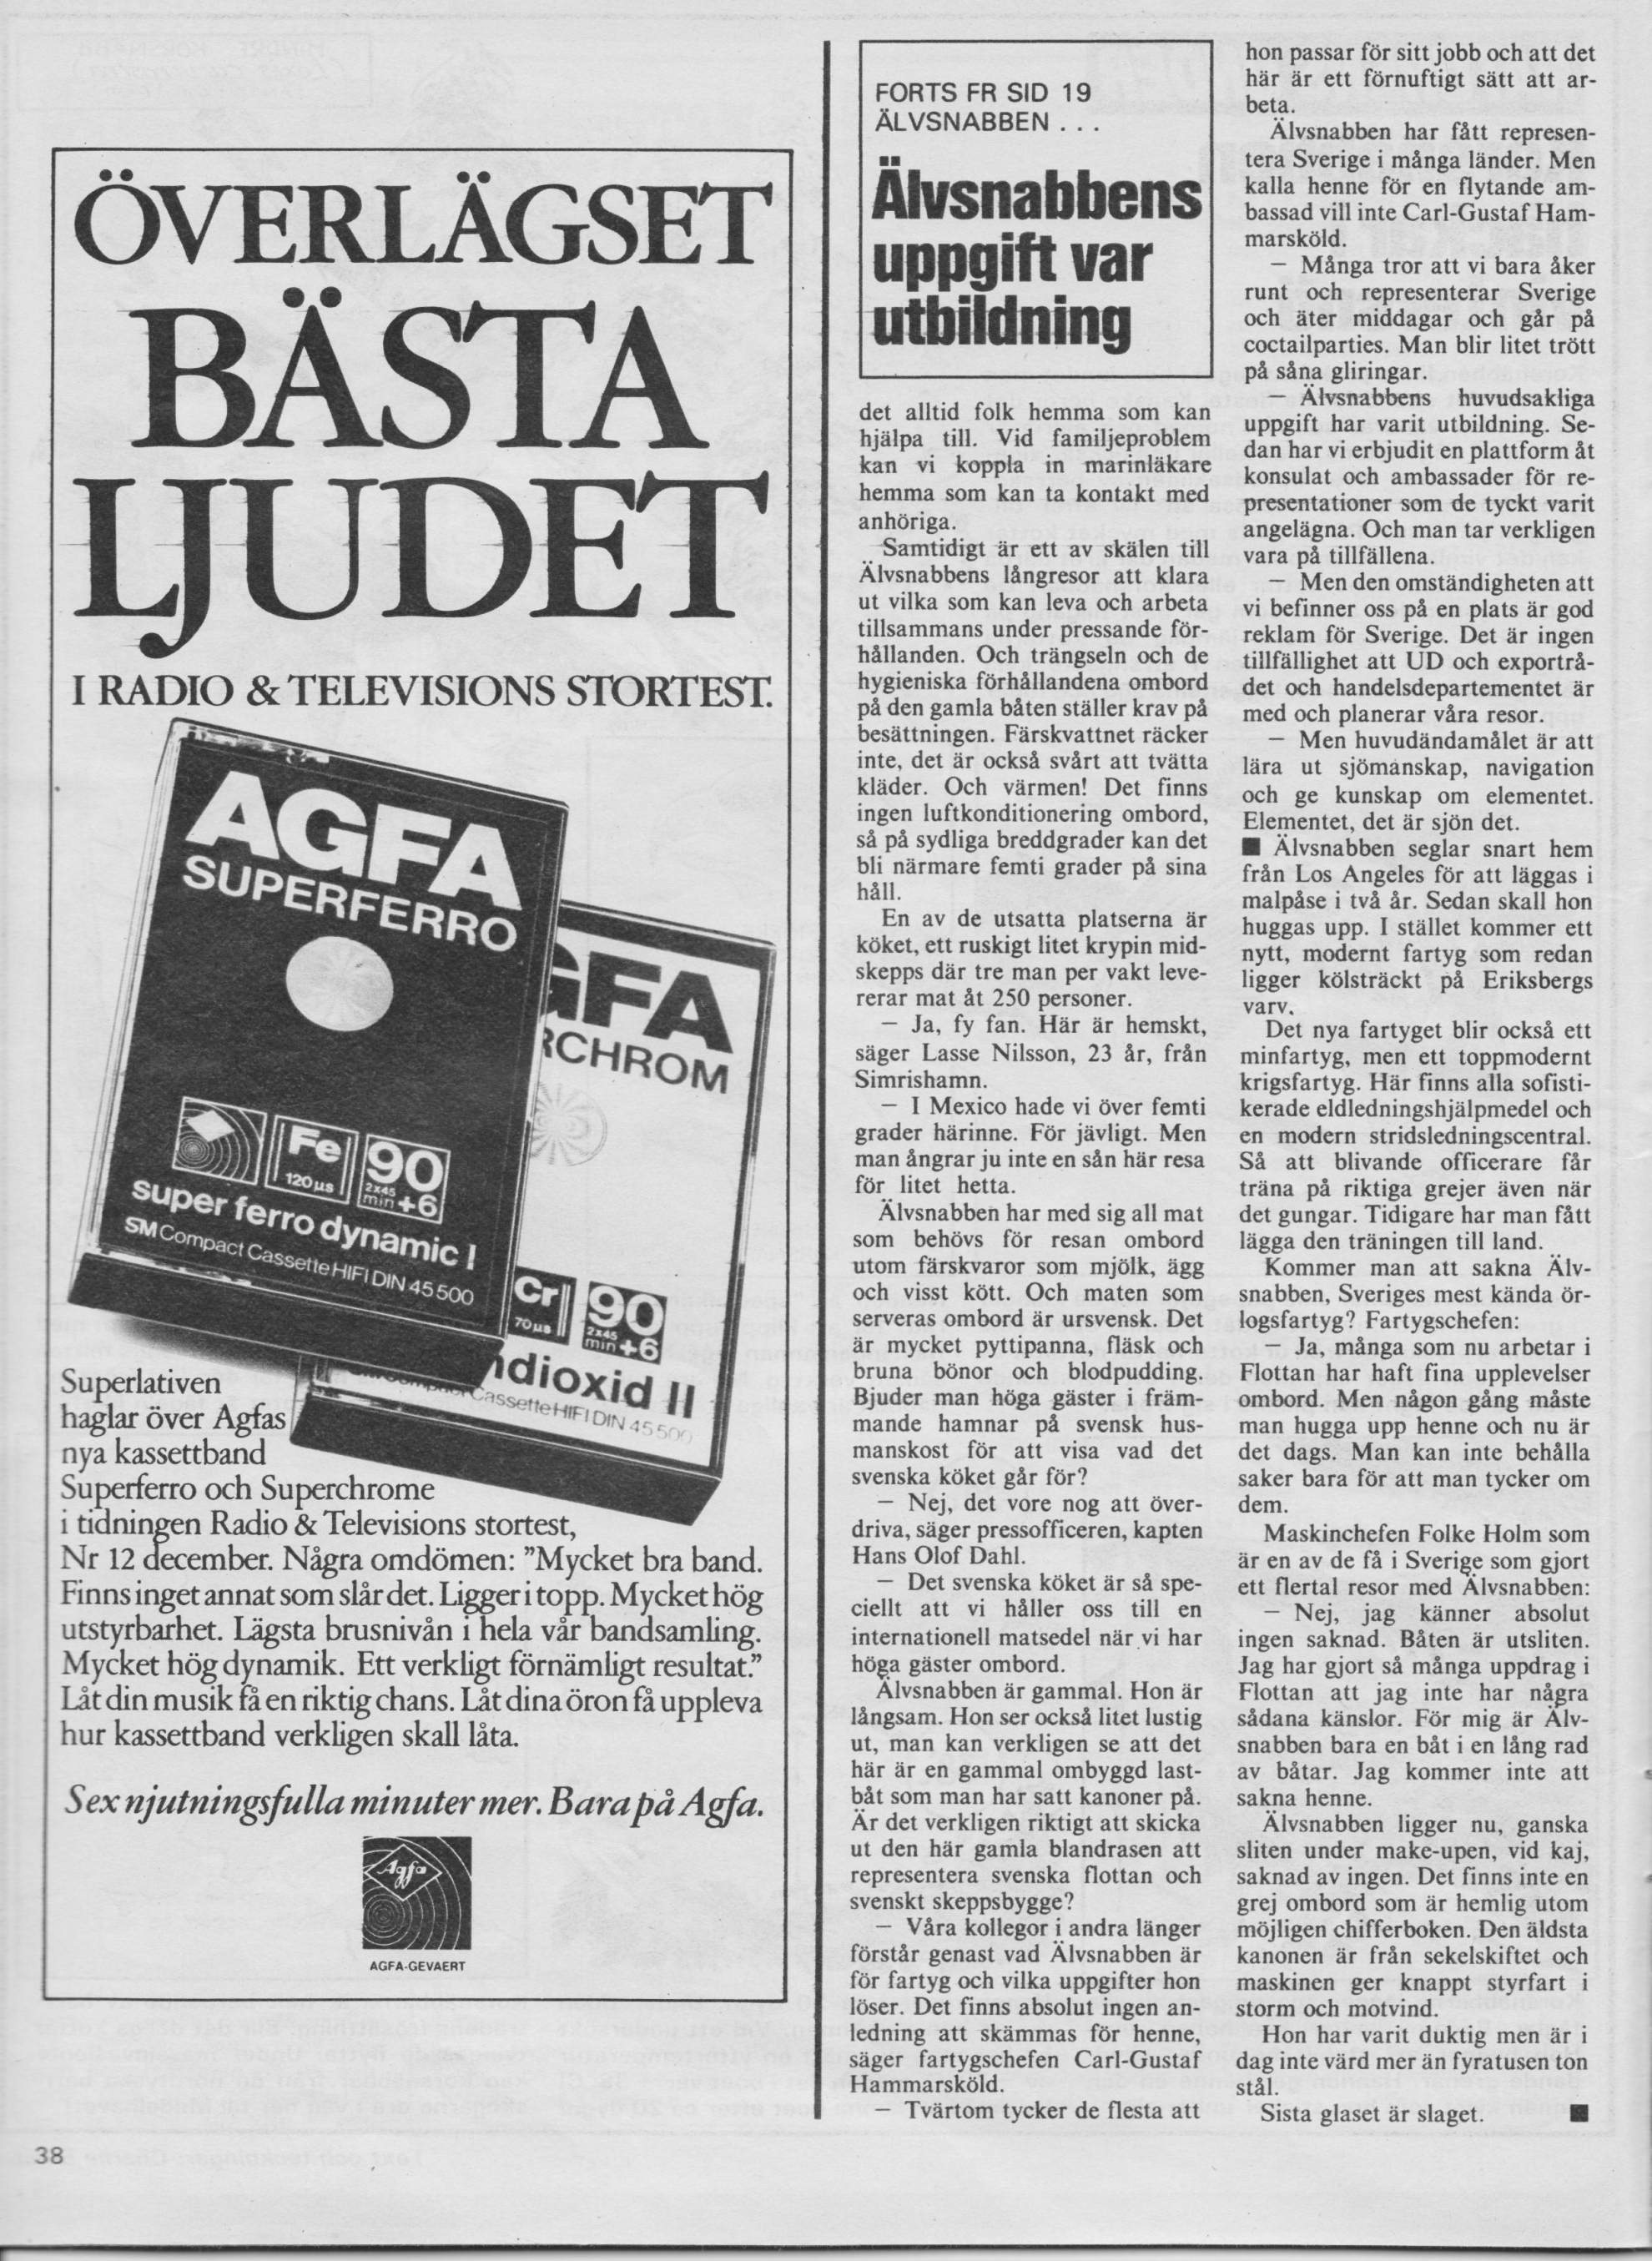 ÖVERLÄGSET
BÄSTA
LJUDET
I RADIO & TELEVISIONS STORTEST.
AGFA
SUPERFERRO
Fe
120 µs
90
2x45
min +6
super ferro dynamic I
SM Compact Cassette HIFI DIN 45 500
GFA
RCHROM
Cr
70 µs
90
2x45
min +6
dioxid II
Cassette HIFI DIN 45 500
Superlativen
haglar över Agfas
nya kassettband
Superferro och Superchrome
i tidningen Radio & Televisions stortest,
Nr 12 december. Några omdömen: ”Mycket bra band.
Finns inget annat som slår det. Ligger i topp. Mycket hög
utstyrbarhet. Lägsta brusnivån i hela vår bandsamling.
Mycket hög dynamik. Ett verkligt förnämligt resultat.”
Låt din musik få en riktig chans. Låt dina öron få uppleva
hur kassettband verkligen skall låta.
Sex njutningsfulla minuter mer. Bara på Agfa.
Agfa
AGFA-GEVAERT
38
FORTS FR SID 19
ÄLVSNABBEN . . .
Älvsnabbens
uppgift var
utbildning
det alltid folk hemma som kan
hjälpa till. Vid familjeproblem
kan vi koppla in marinläkare
hemma som kan ta kontakt med
anhöriga.
Samtidigt är ett av skälen till
Älvsnabbens långresor att klara
ut vilka som kan leva och arbeta
tillsammans under pressande för-
hållanden. Och trängseln och de
hygieniska förhållandena ombord
på den gamla båten ställer krav på
besättningen. Färskvattnet räcker
inte, det är också svårt att tvätta
kläder. Och värmen! Det finns
ingen luftkonditionering ombord,
så på sydliga breddgrader kan det
bli närmare femti grader på sina
håll.
En av de utsatta platserna är
köket, ett ruskigt litet krypin mid-
skepps där tre man per vakt leve-
rerar mat åt 250 personer.
— Ja, fy fan. Här är hemskt,
säger Lasse Nilsson, 23 år, från
Simrishamn.
— I Mexico hade vi över femti
grader härinne. För jävligt. Men
man ångrar ju inte en sån här resa
för litet hetta.
Älvsnabben har med sig all mat
som behövs för resan ombord
utom färskvaror som mjölk, ägg
och visst kött. Och maten som
serveras ombord är ursvensk. Det
är mycket pyttipanna, fläsk och
bruna bönor och blodpudding.
Bjuder man höga gäster i främ-
mande hamnar på svensk hus-
manskost för att visa vad det
svenska köket går för?
— Nej, det vore nog att över-
driva, säger pressofficeren, kapten
Hans Olof Dahl.
— Det svenska köket är så spe-
ciellt att vi håller oss till en
internationell matsedel när vi har
höga gäster ombord.
Älvsnabben är gammal. Hon är
långsam. Hon ser också litet lustig
ut, man kan verkligen se att det
här är en gammal ombyggd last-
båt som man har satt kanoner på.
Är det verkligen riktigt att skicka
ut den här gamla blandrasen att
representera svenska flottan och
svenskt skeppsbygge?
— Våra kollegor i andra länger
förstår genast vad Älvsnabben är
för fartyg och vilka uppgifter hon
löser. Det finns absolut ingen an-
ledning att skämmas för henne,
säger fartygschefen Carl-Gustaf
Hammarsköld.
— Tvärtom tycker de flesta att
hon passar för sitt jobb och att det
här är ett förnuftigt sätt att ar-
beta.
Älvsnabben har fått represen-
tera Sverige i många länder. Men
kalla henne för en flytande am-
bassad vill inte Carl-Gustaf Ham-
marsköld.
— Många tror att vi bara åker
runt och representerar Sverige
och äter middagar och går på
coctailparties. Man blir litet trött
på såna gliringar.
— Älvsnabbens huvudsakliga
uppgift har varit utbildning. Se-
dan har vi erbjudit en plattform åt
konsulat och ambassader för re-
presentationer som de tyckt varit
angelägna. Och man tar verkligen
vara på tillfällena.
— Men den omständigheten att
vi befinner oss på en plats är god
reklam för Sverige. Det är ingen
tillfällighet att UD och exportrå-
det och handelsdepartementet är
med och planerar våra resor.
— Men huvudändamålet är att
lära ut sjömanskap, navigation
och ge kunskap om elementet.
Elementet, det är sjön det.
■ Älvsnabben seglar snart hem
från Los Angeles för att läggas i
malpåse i två år. Sedan skall hon
huggas upp. I stället kommer ett
nytt, modernt fartyg som redan
ligger kölsträckt på Eriksbergs
varv.
Det nya fartyget blir också ett
minfartyg, men ett toppmodernt
krigsfartyg. Här finns alla sofisti-
kerade eldledningshjälpmedel och
en modern stridsledningscentral.
Så att blivande officerare får
träna på riktiga grejer även när
det gungar. Tidigare har man fått
lägga den träningen till land.
Kommer man att sakna Älv-
snabben, Sveriges mest kända ör-
logsfartyg? Fartygschefen:
— Ja, många som nu arbetar i
Flottan har haft fina upplevelser
ombord. Men någon gång måste
man hugga upp henne och nu är
det dags. Man kan inte behålla
saker bara för att man tycker om
dem.
Maskinchefen Folke Holm som
är en av de få i Sverige som gjort
ett flertal resor med Älvsnabben:
— Nej, jag känner absolut
ingen saknad. Båten är utsliten.
Jag har gjort så många uppdrag i
Flottan att jag inte har några
sådana känslor. För mig är Älv-
snabben bara en båt i en lång rad
av båtar. Jag kommer inte att
sakna henne.
Älvsnabben ligger nu, ganska
sliten under make-upen, vid kaj,
saknad av ingen. Det finns inte en
grej ombord som är hemlig utom
möjligen chifferboken. Den äldsta
kanonen är från sekelskiftet och
maskinen ger knappt styrfart i
storm och motvind.
Hon har varit duktig men är i
dag inte värd mer än fyratusen ton
stål.
Sista glaset är slaget. ■